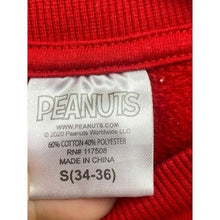 PEANUTS
WWW.PEANUTS.COM
© 2020 Peanuts Worldwide LLC
60% COTTON 40% POLYESTER
RN# 117508
MADE IN CHINA
S(34-36)